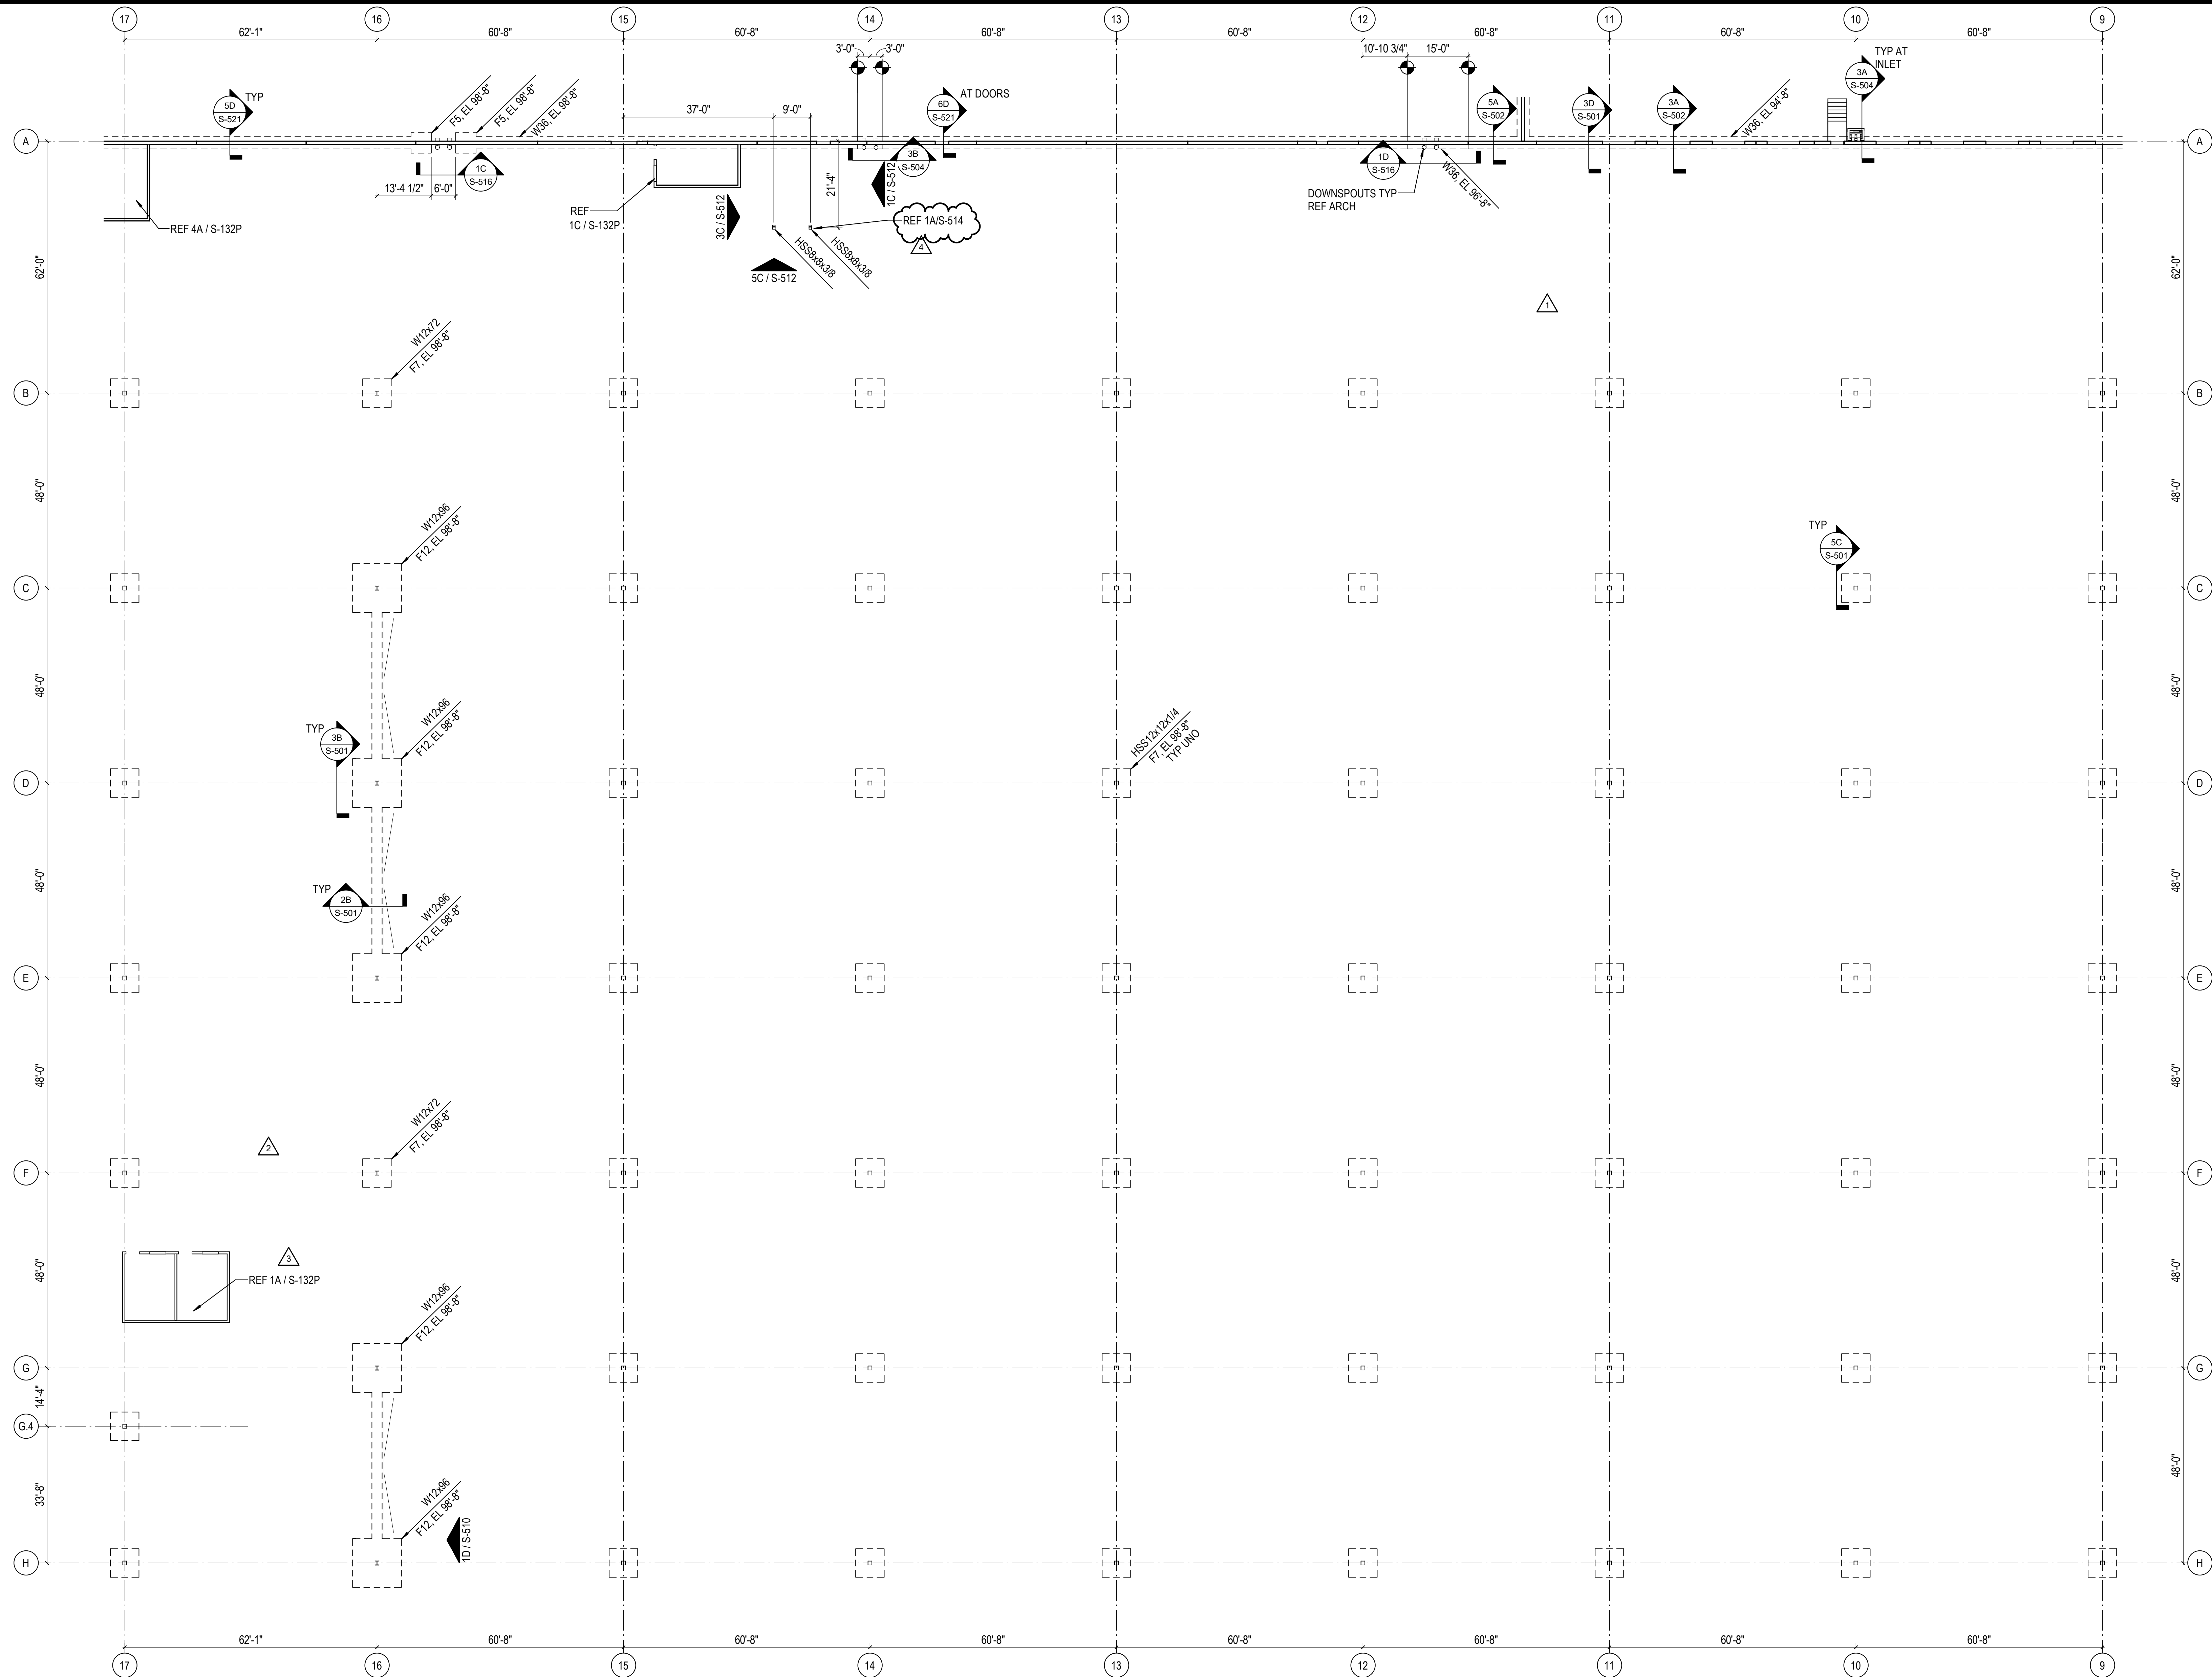 17
16
15
14
13
12
11
10
9
62'-1"
60'-8"
60'-8"
60'-8"
60'-8"
60'-8"
60'-8"
60'-8"
3'-0"
3'-0"
10'-10 3/4"
15'-0"
TYP AT
INLET
3A
S-504
5D
S-521
TYP
F5, EL 98'-8"
F5, EL 98'-8"
W36, EL 98'-8"
37'-0"
9'-0"
6D
S-521
AT DOORS
5A
S-502
3D
S-501
3A
S-502
W36, EL 94'-8"
A
A
1C
S-516
13'-4 1/2"
6'-0"
3B
S-504
1D
S-516
W36, EL 96'-8"
DOWNSPOUTS TYP
REF ARCH
REF 4A / S-132P
REF
1C / S-132P
3C / S-512
21'-4"
1C / S-512
REF 1A/S-514
4
HSS8x8x3/8
HSS8x8x3/8
5C / S-512
62'-0"
62'-0"
1
W12x72
F7, EL 98'-8"
B
B
48'-0"
48'-0"
W12x96
F12, EL 98'-8"
TYP
5C
S-501
C
C
48'-0"
48'-0"
W12x96
F12, EL 98'-8"
TYP
3B
S-501
HSS12x12x1/4
F7, EL 98'-8"
TYP UNO
D
D
48'-0"
48'-0"
TYP
2B
S-501
W12x96
F12, EL 98'-8"
E
E
48'-0"
48'-0"
W12x72
F7, EL 98'-8"
2
F
F
48'-0"
48'-0"
3
REF 1A / S-132P
W12x96
F12, EL 98'-8"
G
G
14'-4"
G.4
33'-8"
48'-0"
W12x96
F12, EL 98'-8"
1D / S-510
H
H
62'-1"
60'-8"
60'-8"
60'-8"
60'-8"
60'-8"
60'-8"
60'-8"
17
16
15
14
13
12
11
10
9